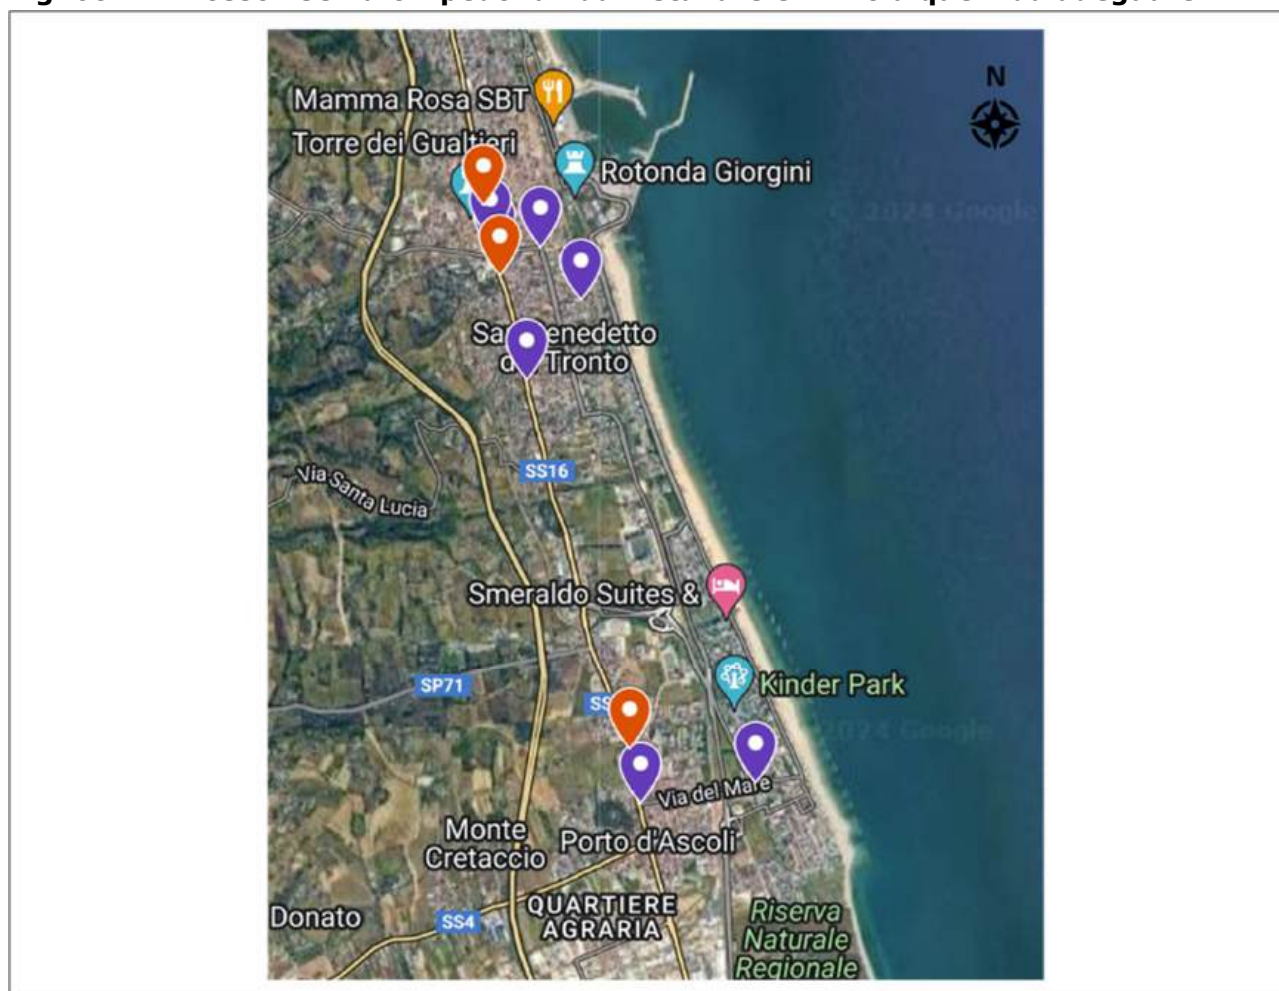 N
Mamma Rosa SBT
Torre dei Gualtieri
Rotonda Giorgini
© 2024 Google
San Benedetto
Tronto
SS16
Via Santa Lucia
Smeraldo Suites &
SP71
SS
Kinder Park
2024 Google
Via del Mare
Monte
Cretaccio
Porto d'Ascoli
Donato
SS4
QUARTIERE
AGRARIA
Riserva
Naturale
Regionale